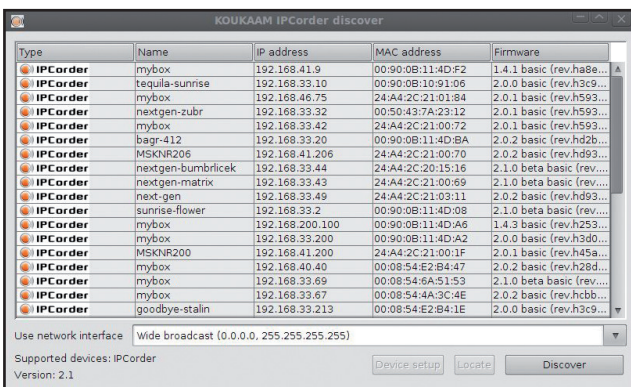 KOUKAAM IPCorder discover
Type Name IP address MAC address Firmware
IPCorder mybox 192.168.41.9 00:90:0B:11:4D:F2 1.4.1 basic (rev.ha8e...
IPCorder tequila-sunrise 192.168.33.10 00:90:0B:10:91:06 2.0.0 basic (rev.h3c9...
IPCorder mybox 192.168.46.75 24:A4:2C:21:01:84 2.0.1 basic (rev.h593...
IPCorder nextgen-zubr 192.168.33.32 00:50:43:7A:23:12 2.0.1 basic (rev.h593...
IPCorder mybox 192.168.33.42 24:A4:2C:21:00:72 2.0.1 basic (rev.h593...
IPCorder bagr-412 192.168.33.20 00:90:0B:11:4D:BA 2.0.2 basic (rev.hd2b...
IPCorder MSKNR206 192.168.41.206 24:A4:2C:21:00:70 2.0.2 basic (rev.hd93...
IPCorder nextgen-bumbrlicek 192.168.33.44 24:A4:2C:20:15:16 2.1.0 beta basic (rev....
IPCorder nextgen-matrix 192.168.33.43 24:A4:2C:21:00:69 2.1.0 beta basic (rev....
IPCorder next-gen 192.168.33.49 24:A4:2C:21:03:11 2.0.2 basic (rev.hd93...
IPCorder sunrise-flower 192.168.33.2 00:90:0B:11:4D:08 2.1.0 beta basic (rev....
IPCorder mybox 192.168.200.100 00:90:0B:11:4D:A6 1.4.3 basic (rev.h253...
IPCorder mybox 192.168.33.200 00:90:0B:11:4D:A2 2.0.0 basic (rev.h3d0...
IPCorder MSKNR200 192.168.41.200 24:A4:2C:21:00:1F 2.0.1 basic (rev.h45a...
IPCorder mybox 192.168.40.40 00:08:54:E2:B4:47 2.0.2 basic (rev.h28d...
IPCorder mybox 192.168.33.69 00:08:54:6A:51:53 2.1.0 beta basic (rev....
IPCorder mybox 192.168.33.67 00:08:54:4A:3C:4E 2.0.2 basic (rev.hcbb...
IPCorder goodbye-stalin 192.168.33.213 00:08:54:E2:B4:1E 2.0.0 basic (rev.h3c9...
Use network interface Wide broadcast (0.0.0.0, 255.255.255.255)
Supported devices: IPCorder
Version: 2.1
Device setup Locate Discover